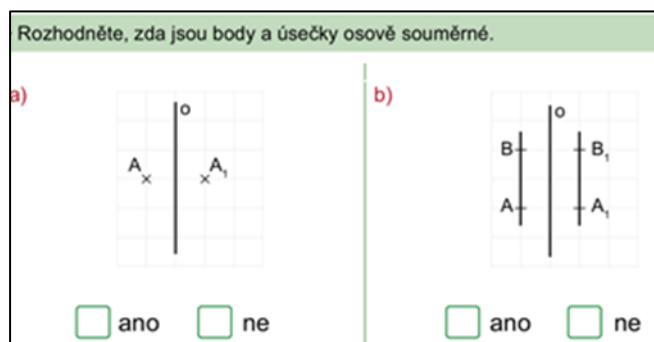 Rozhodněte, zda jsou body a úsečky osově souměrné.
a)
o
A A₁
ano ne
b)
o
B B₁
A A₁
ano ne